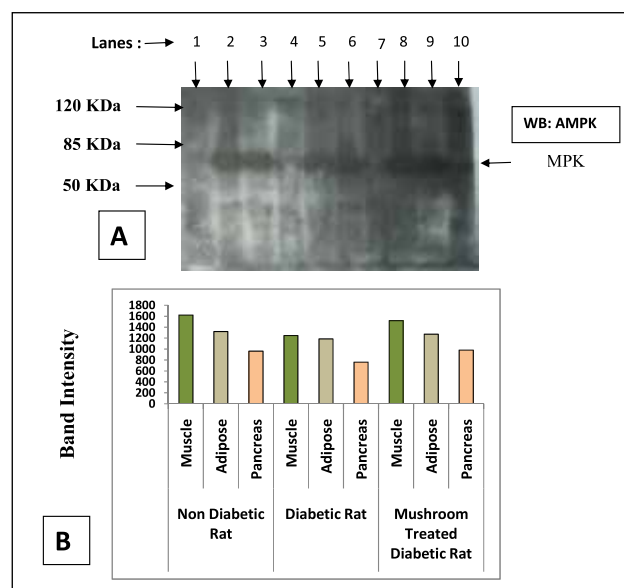 Lanes : 1 2 3 4 5 6 7 8 9 10
120 KDa
85 KDa
50 KDa
WB: AMPK
MPK
A
Band Intensity
1800
1600
1400
1200
1000
800
600
400
200
0
Muscle
Adipose
Pancreas
Muscle
Adipose
Pancreas
Muscle
Adipose
Pancreas
Non Diabetic
Rat
Diabetic Rat
Mushroom
Treated
Diabetic Rat
B